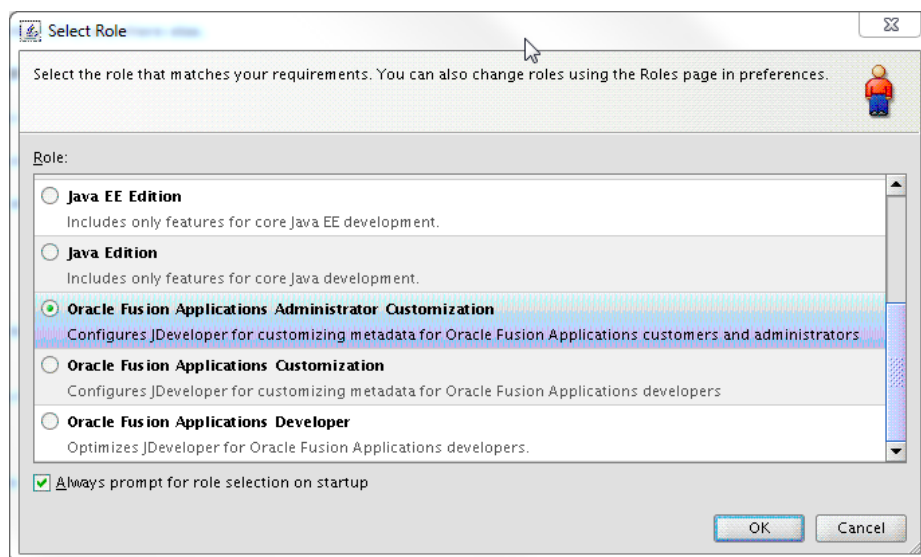 Select Role
Select the role that matches your requirements. You can also change roles using the Roles page in preferences.
Role:
Java EE Edition
Includes only features for core Java EE development.
Java Edition
Includes only features for core Java development.
Oracle Fusion Applications Administrator Customization
Configures JDeveloper for customizing metadata for Oracle Fusion Applications customers and administrators
Oracle Fusion Applications Customization
Configures JDeveloper for customizing metadata for Oracle Fusion Applications developers
Oracle Fusion Applications Developer
Optimizes JDeveloper for Oracle Fusion Applications developers.
Always prompt for role selection on startup
OK Cancel